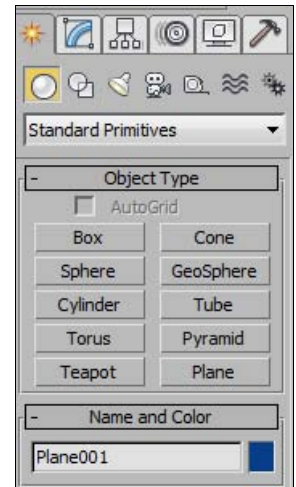 Standard Primitives
- Object Type
AutoGrid
Box Cone
Sphere GeoSphere
Cylinder Tube
Torus Pyramid
Teapot Plane
- Name and Color
Plane001